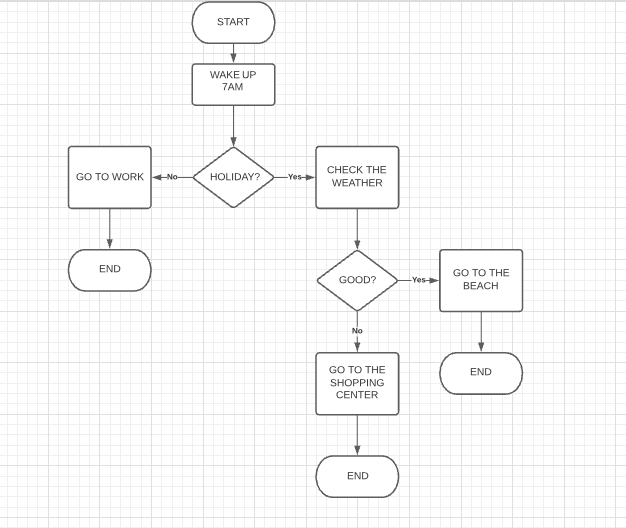 START
WAKE UP
7AM
GO TO WORK
No
HOLIDAY?
Yes
CHECK THE
WEATHER
END
GOOD?
Yes
GO TO THE
BEACH
No
GO TO THE
SHOPPING
CENTER
END
END